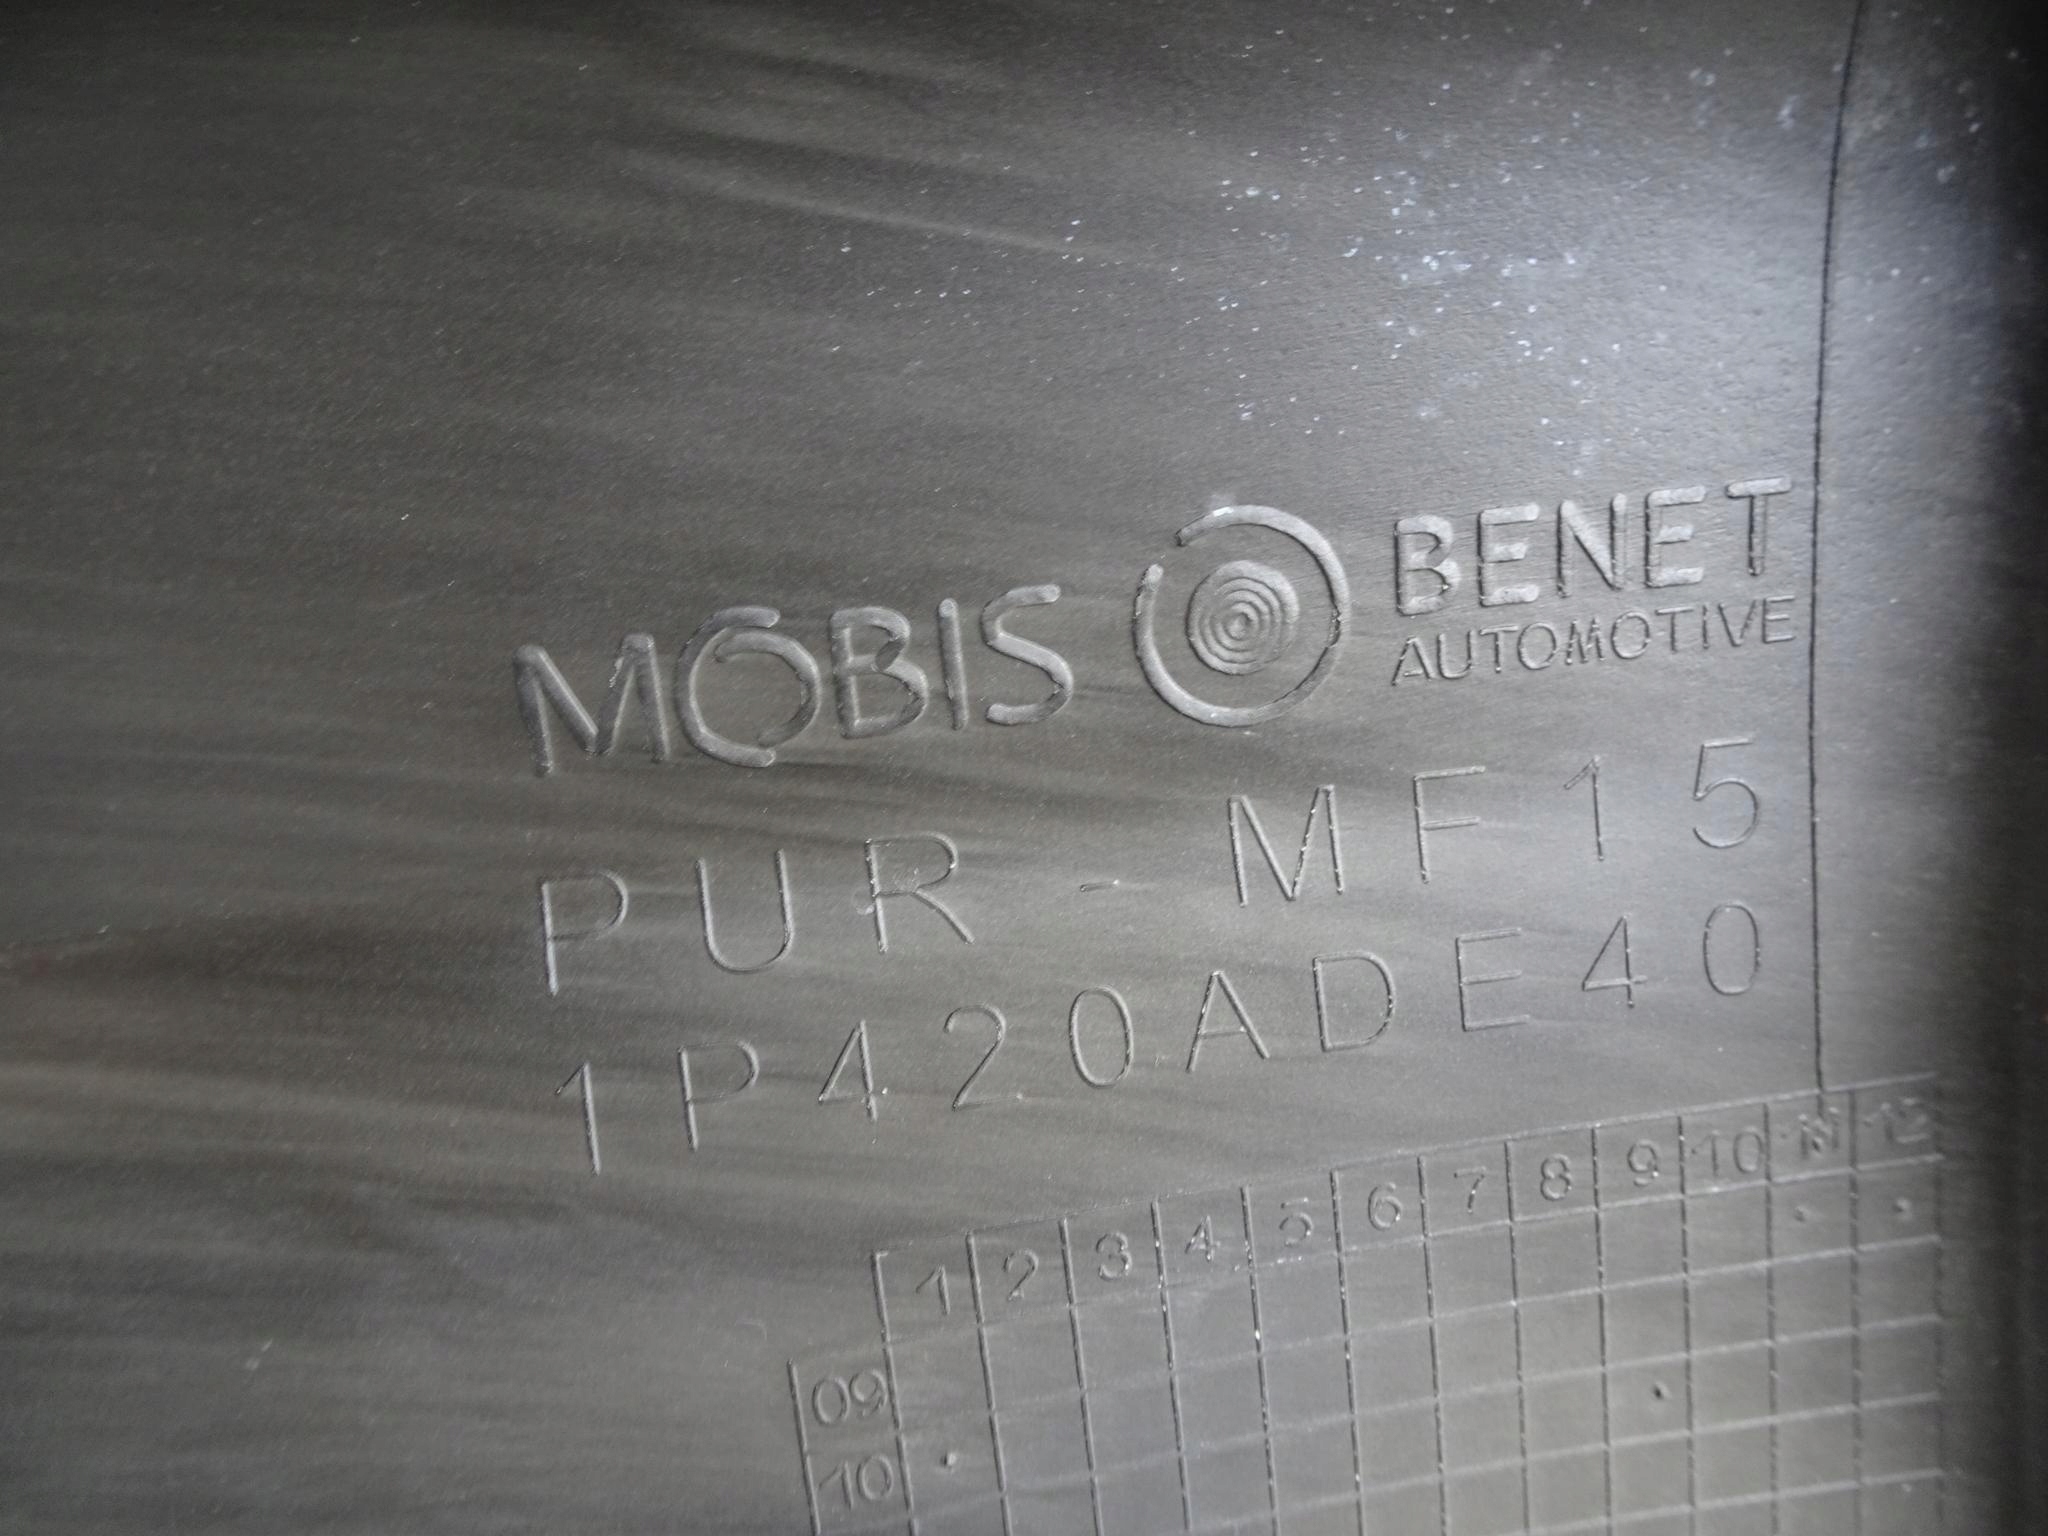 MOBIS BENET
AUTOMOTIVE
PUR - MF15
1P420ADE40
1 2 3 4 5 6 7 8 9 10 11 12
09
10